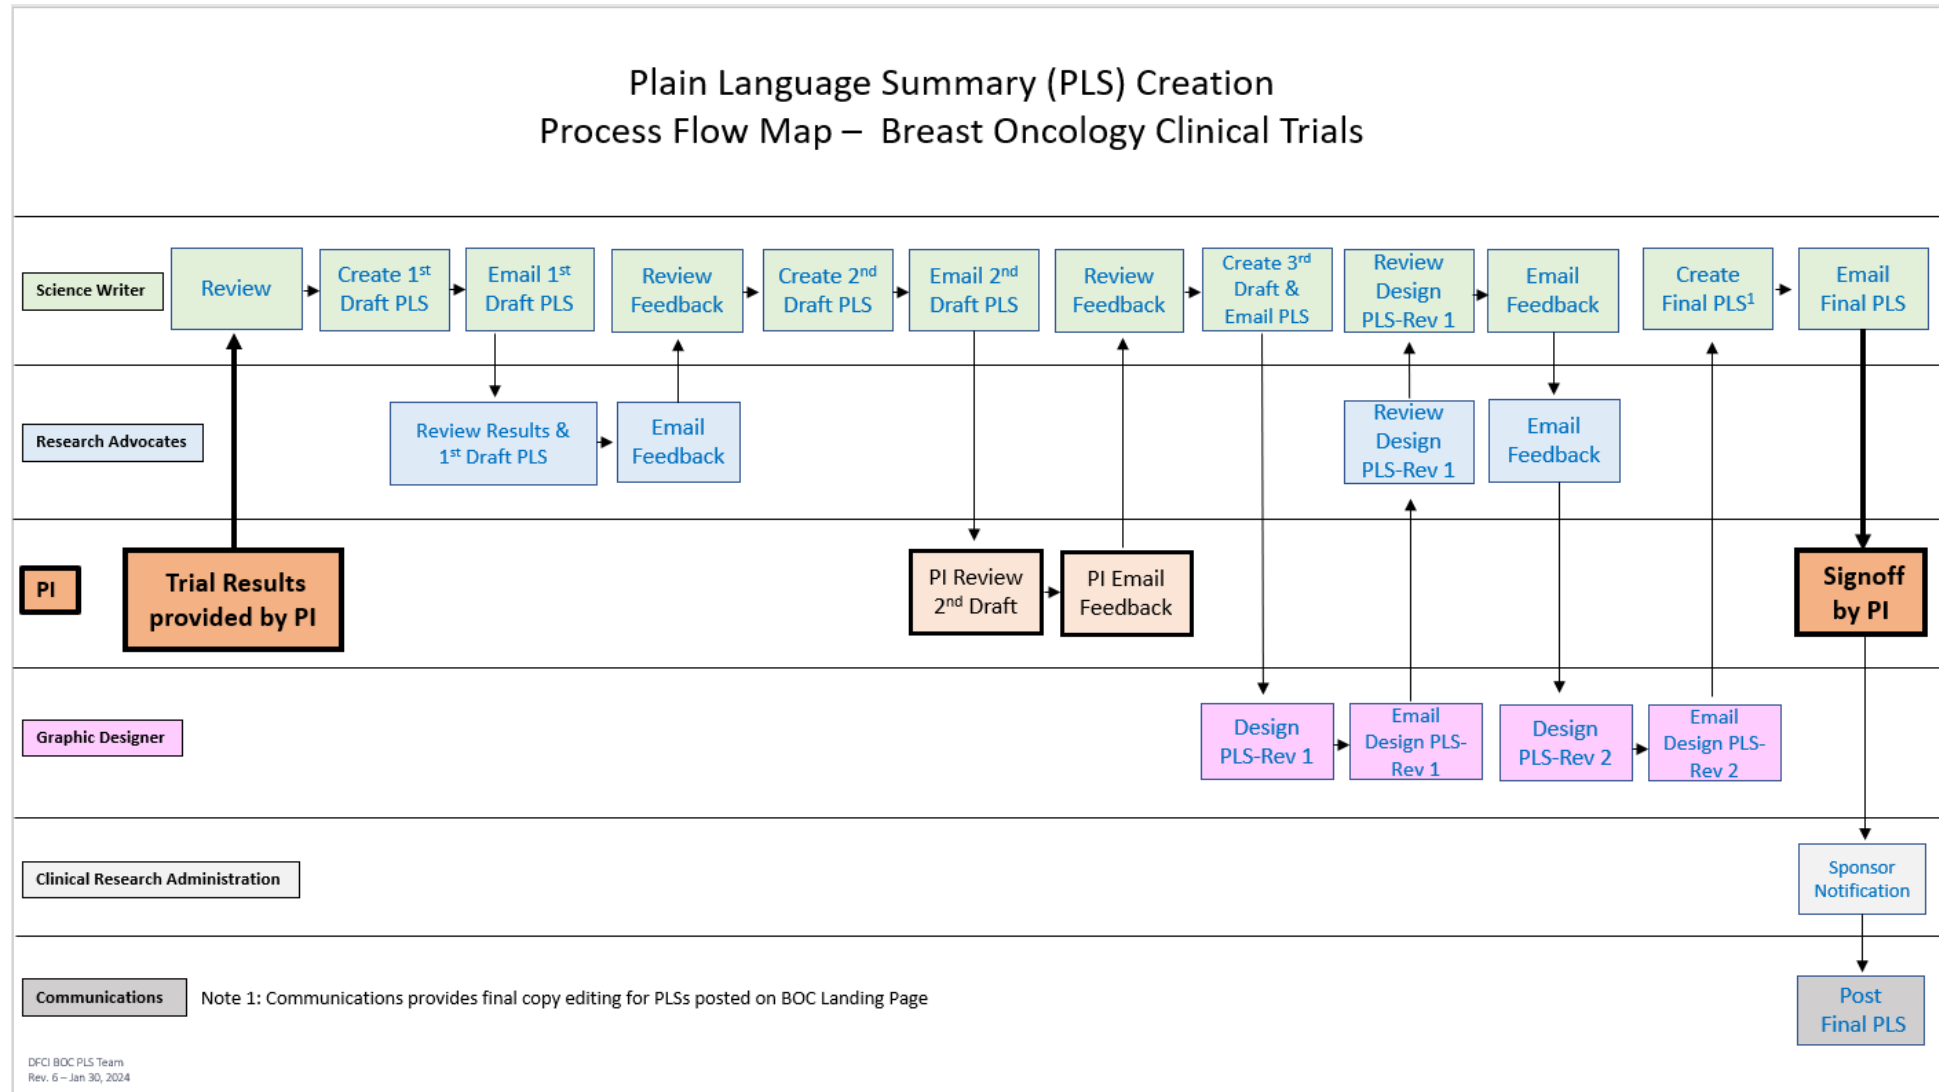 Plain Language Summary (PLS) Creation
Process Flow Map – Breast Oncology Clinical Trials
Science Writer
Review
Create 1st
Draft PLS
Email 1st
Draft PLS
Review
Feedback
Create 2nd
Draft PLS
Email 2nd
Draft PLS
Review
Feedback
Create 3rd
Draft &
Email PLS
Review
Design
PLS-Rev 1
Email
Feedback
Create
Final PLS1
Email
Final PLS
Research Advocates
Review Results &
1st Draft PLS
Email
Feedback
Review
Design
PLS-Rev 1
Email
Feedback
PI
Trial Results
provided by PI
PI Review
2nd Draft
PI Email
Feedback
Signoff
by PI
Graphic Designer
Design
PLS-Rev 1
Email
Design PLS-
Rev 1
Design
PLS-Rev 2
Email
Design PLS-
Rev 2
Clinical Research Administration
Sponsor
Notification
Communications
Note 1: Communications provides final copy editing for PLSs posted on BOC Landing Page
Post
Final PLS
DFCI BOC PLS Team
Rev. 6 – Jan 30, 2024